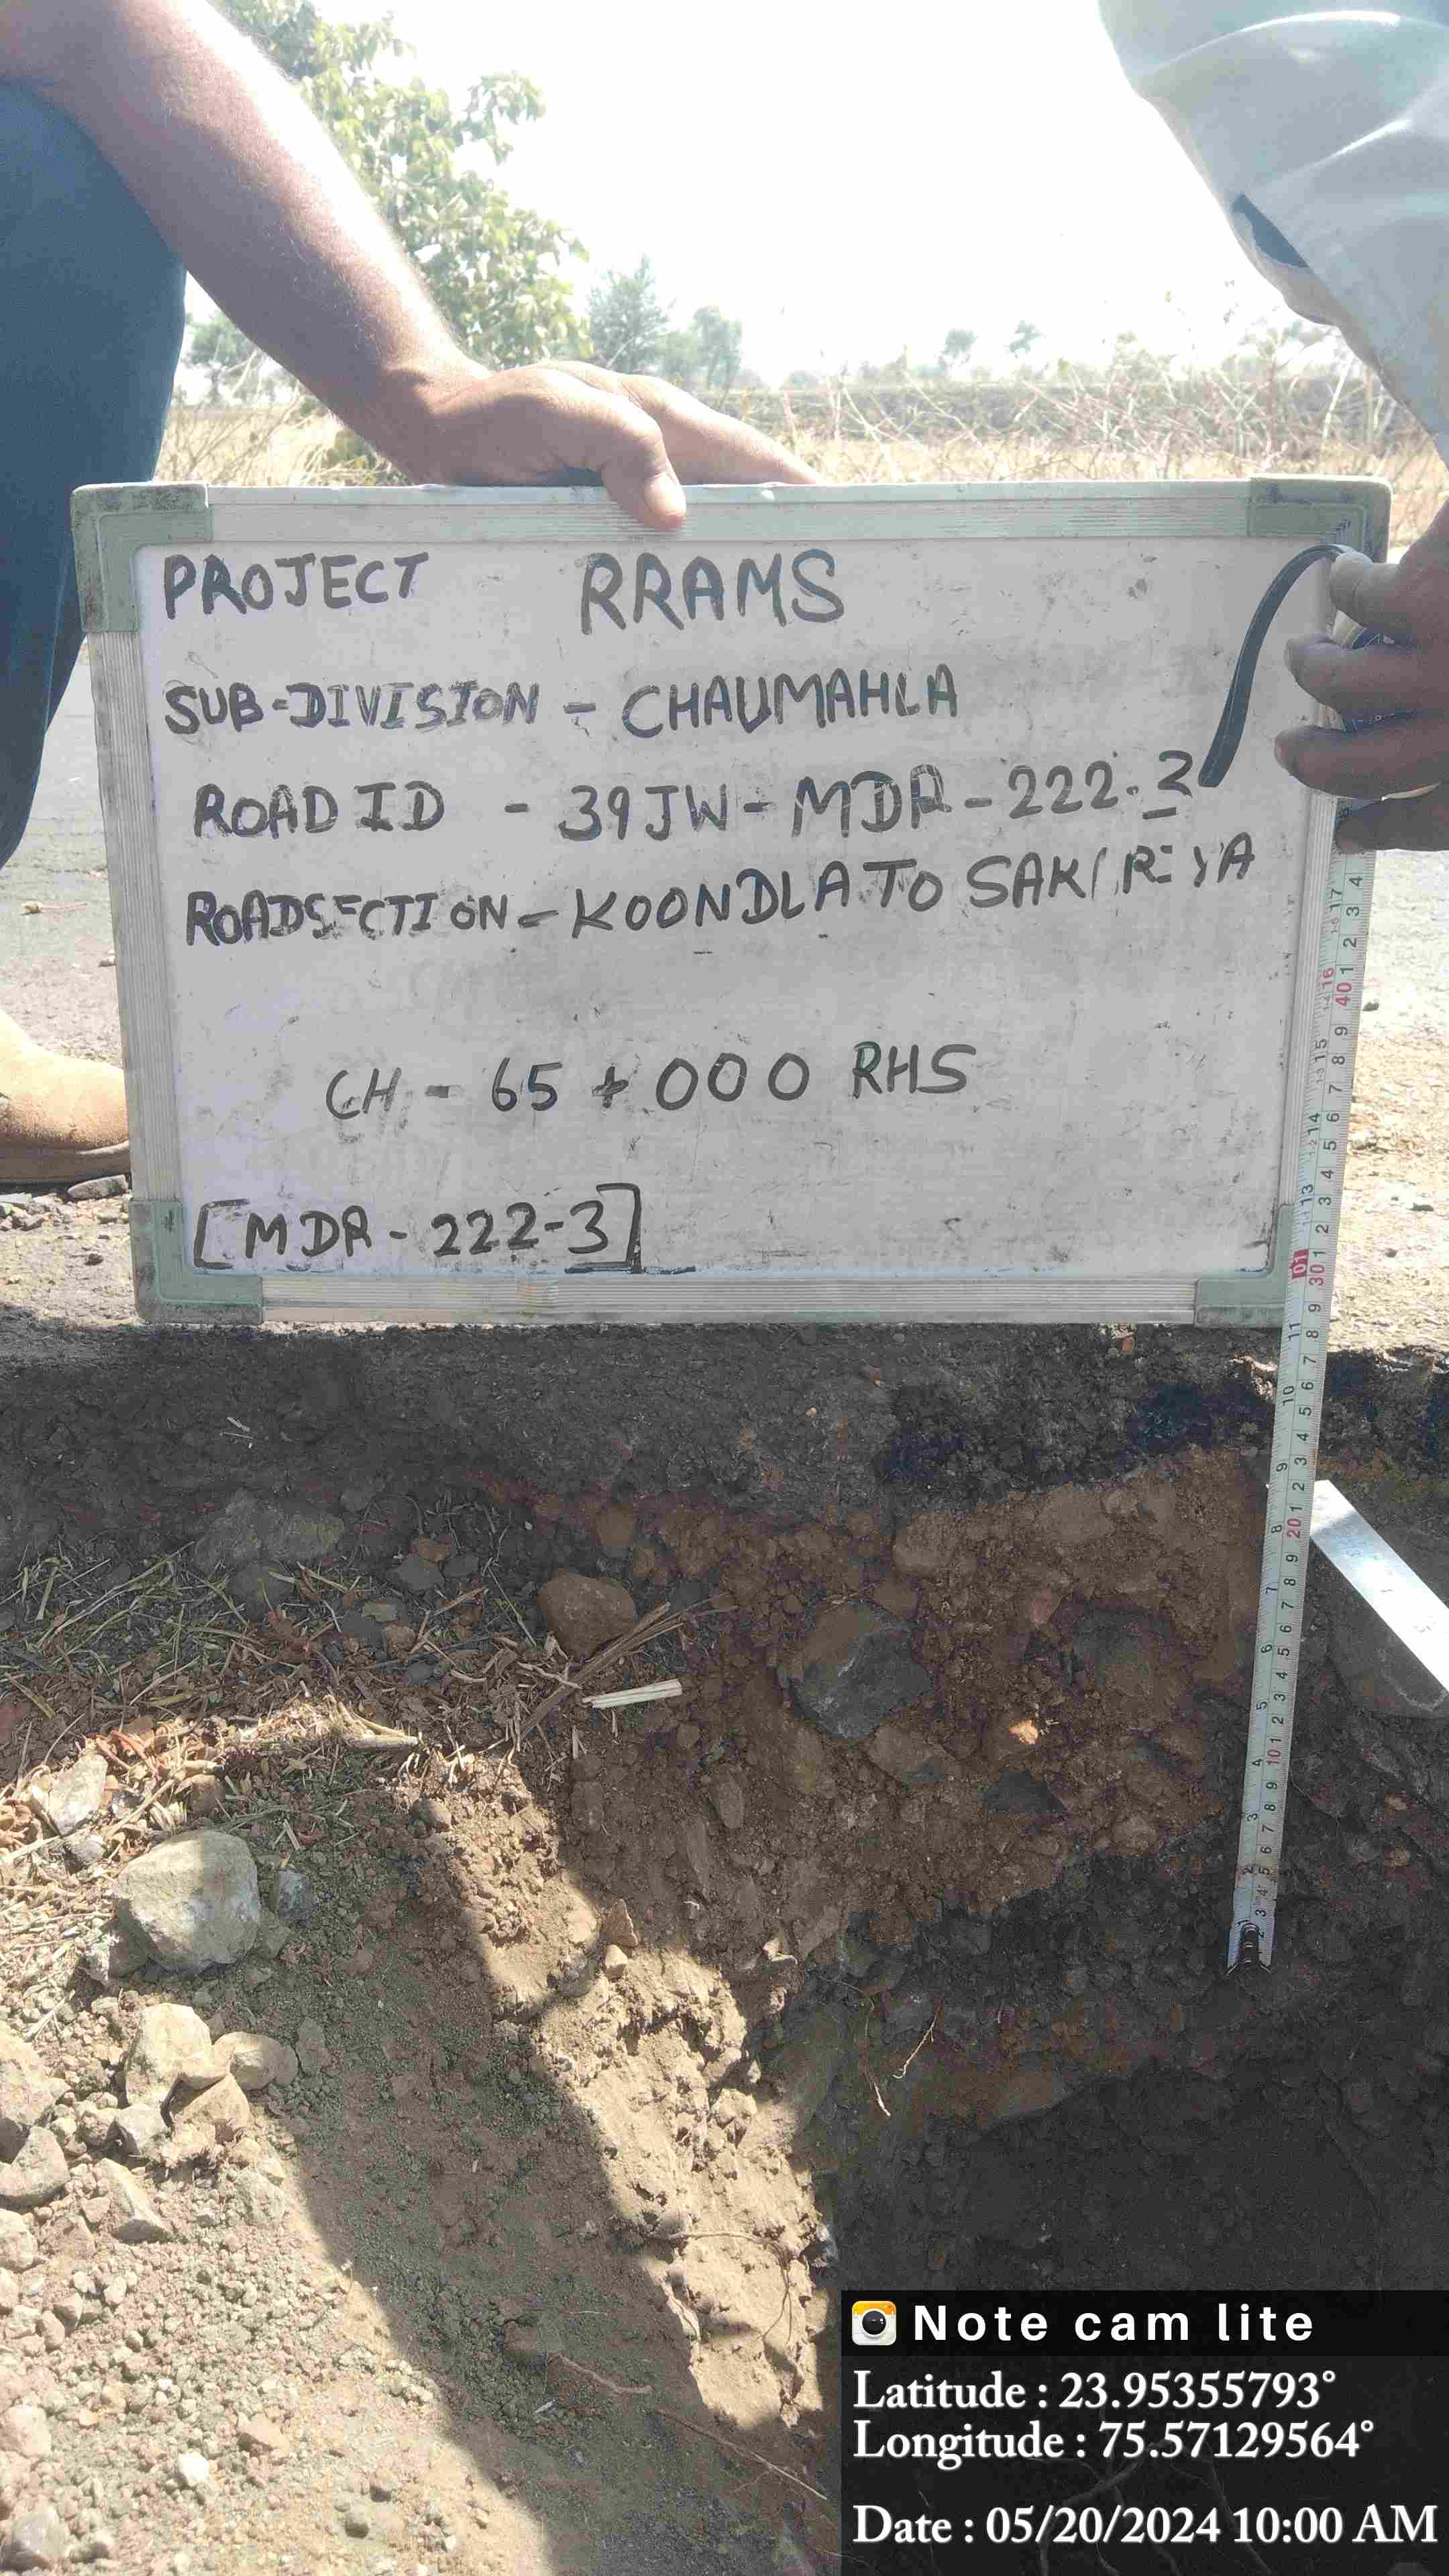 PROJECT RRAMS
SUB-DIVISION - CHAUMAHLA
ROAD ID - 39JW-MDR-222-3
ROADSECTION - KOONDLA TO SAKIRIYA
CH - 65 + 000 RHS
[MDR - 222-3]
Note cam lite
Latitude : 23.95355793°
Longitude : 75.57129564°
Date : 05/20/2024 10:00 AM